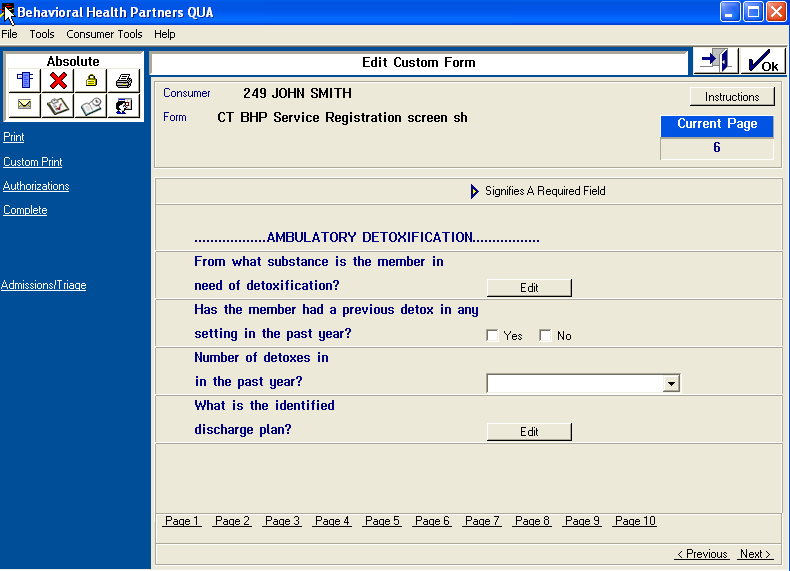 Behavioral Health Partners QUA
File Tools Consumer Tools Help
Absolute
Edit Custom Form
Ok
Print
Custom Print
Authorizations
Complete
Admissions/Triage
Consumer 249 JOHN SMITH
Instructions
Form CT BHP Service Registration screen sh
Current Page
6
Signifies A Required Field
..................AMBULATORY DETOXIFICATION.................
From what substance is the member in
need of detoxification? Edit
Has the member had a previous detox in any
setting in the past year? Yes No
Number of detoxes in
in the past year?
What is the identified
discharge plan? Edit
Page 1 Page 2 Page 3 Page 4 Page 5 Page 6 Page 7 Page 8 Page 9 Page 10
< Previous Next >